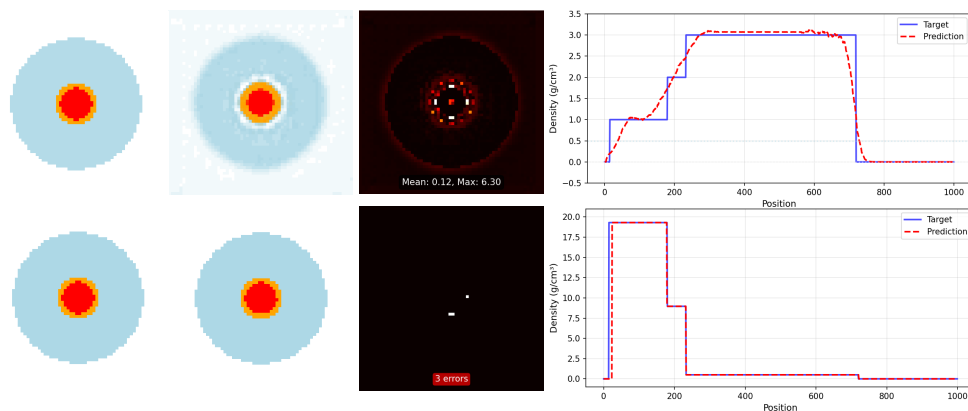 Mean: 0.12, Max: 6.30
Density (g/cm³)
3.5
3.0
2.5
2.0
1.5
1.0
0.5
0.0
−0.5
Target
Prediction
0 200 400 600 800 1000
Position
3 errors
Density (g/cm³)
20.0
17.5
15.0
12.5
10.0
7.5
5.0
2.5
0.0
Target
Prediction
0 200 400 600 800 1000
Position